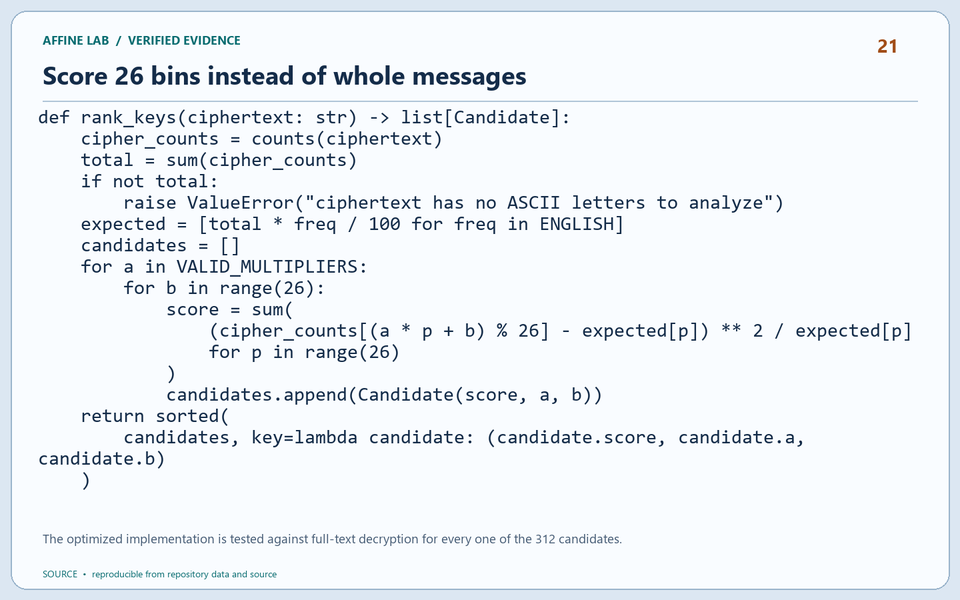 AFFINE LAB / VERIFIED EVIDENCE
21
Score 26 bins instead of whole messages
def rank_keys(ciphertext: str) -> list[Candidate]:
    cipher_counts = counts(ciphertext)
    total = sum(cipher_counts)
    if not total:
        raise ValueError("ciphertext has no ASCII letters to analyze")
    expected = [total * freq / 100 for freq in ENGLISH]
    candidates = []
    for a in VALID_MULTIPLIERS:
        for b in range(26):
            score = sum(
                (cipher_counts[(a * p + b) % 26] - expected[p]) ** 2 / expected[p]
                for p in range(26)
            )
            candidates.append(Candidate(score, a, b))
    return sorted(
        candidates, key=lambda candidate: (candidate.score, candidate.a,
candidate.b)
    )
The optimized implementation is tested against full-text decryption for every one of the 312 candidates.
SOURCE • reproducible from repository data and source